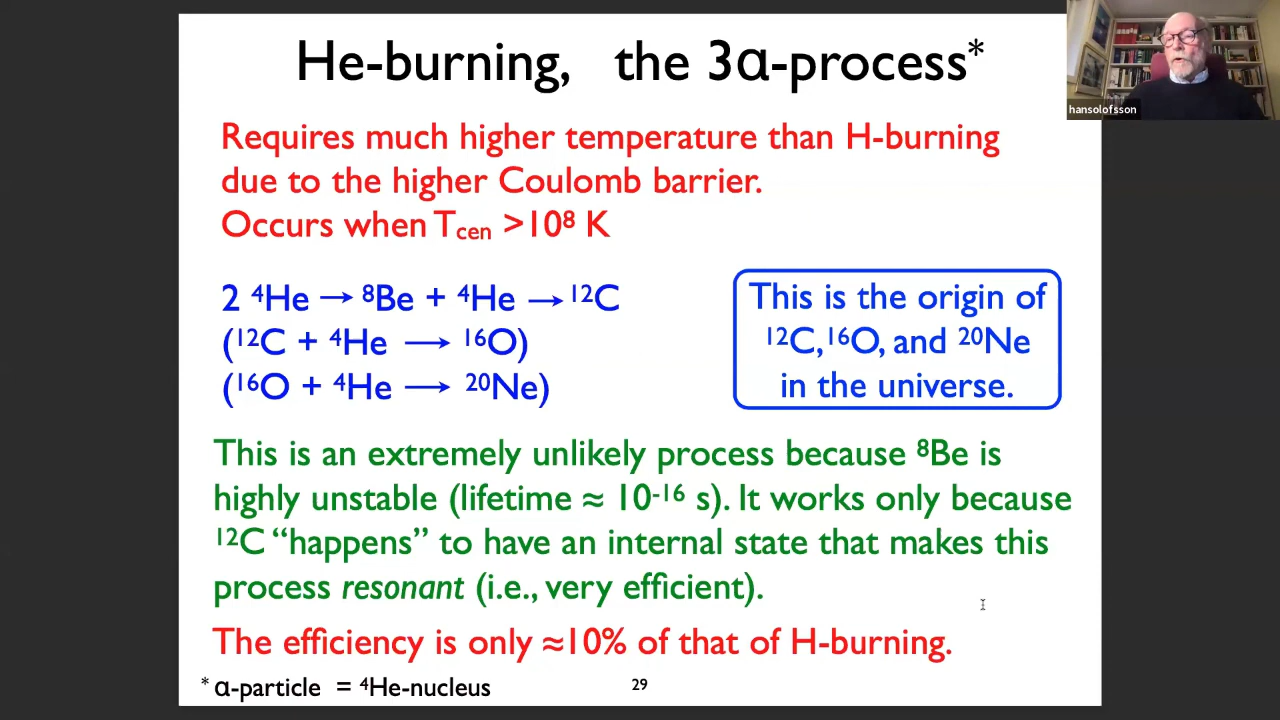 He-burning, the 3α-process*
hansolofsson
Requires much higher temperature than H-burning
due to the higher Coulomb barrier.
Occurs when Tcen >10⁸ K
2 ⁴He → ⁸Be + ⁴He → ¹²C
(¹²C + ⁴He → ¹⁶O)
(¹⁶O + ⁴He → ²⁰Ne)
This is the origin of
¹²C, ¹⁶O, and ²⁰Ne
in the universe.
This is an extremely unlikely process because ⁸Be is
highly unstable (lifetime ≈ 10⁻¹⁶ s). It works only because
¹²C “happens” to have an internal state that makes this
process resonant (i.e., very efficient).
The efficiency is only ≈10% of that of H-burning.
* α-particle = ⁴He-nucleus
29